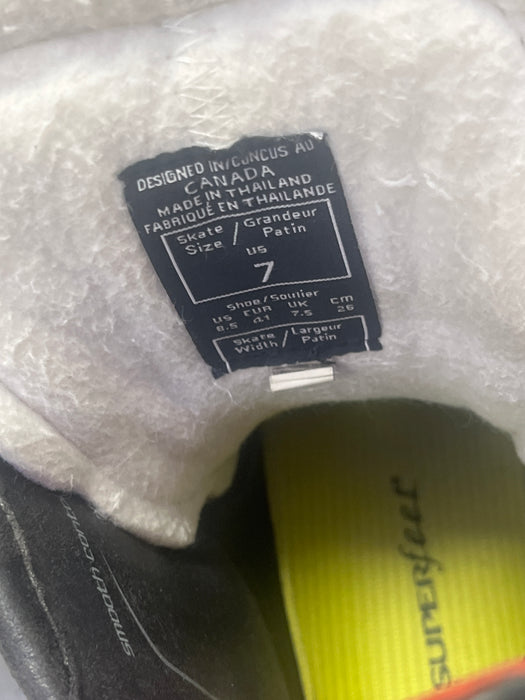 DESIGNED IN/CONCUS AU
CANADA
MADE IN THAILAND
FABRIQUÉ EN THAILANDE
Skate / Grandeur
Size / Patin
US
7
Shoe / Soulier
US EUR UK CM
8.5 41 7.5 26
Skate / Largeur
Width / Patin
SUPERfeet